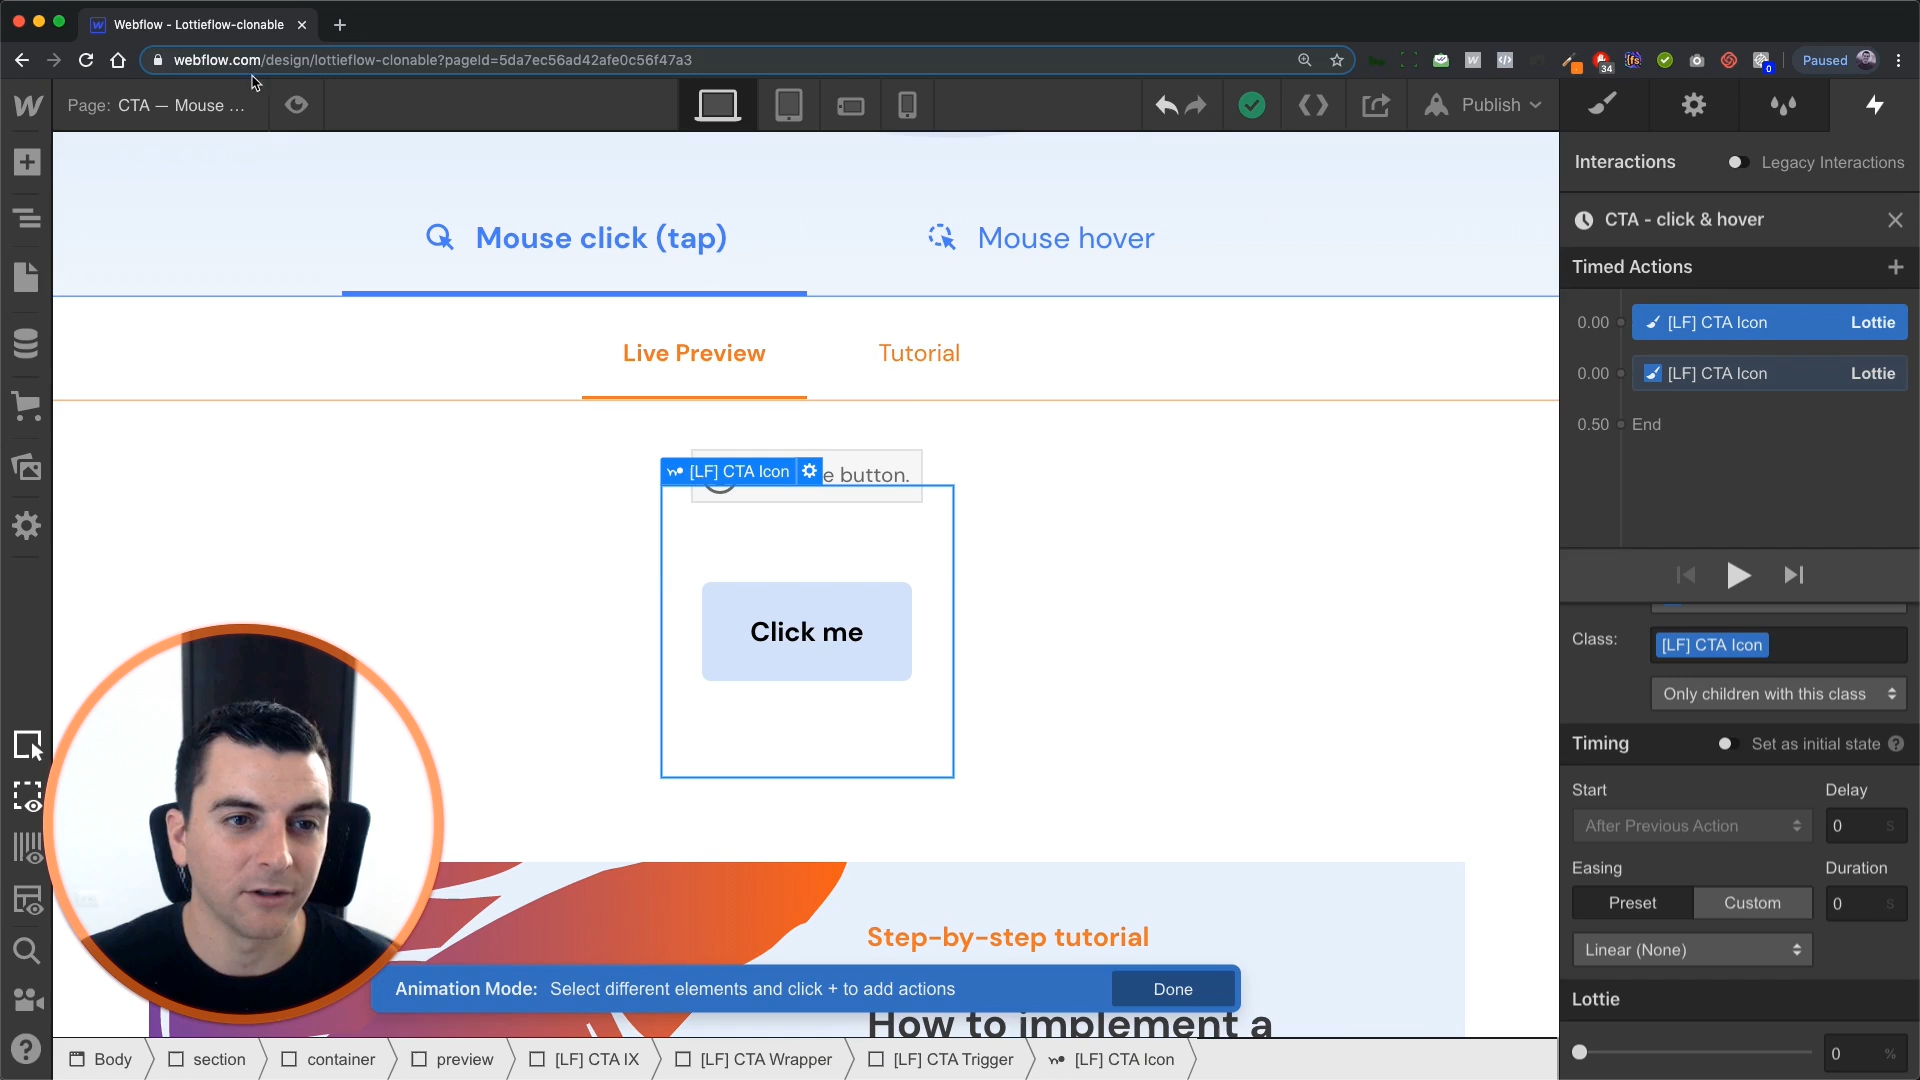 Webflow - Lottieflow-clonable
webflow.com/design/lottieflow-clonable?pageId=5da7ec56ad42afe0c56f47a3
34
0
Paused
Page: CTA — Mouse ...
Publish
Interactions
Legacy Interactions
CTA - click & hover
Timed Actions
0.00 [LF] CTA Icon Lottie
0.00 [LF] CTA Icon Lottie
0.50 End
Mouse click (tap)
Mouse hover
Live Preview
Tutorial
[LF] CTA Icon
e button.
Click me
Class:
[LF] CTA Icon
Only children with this class
Timing
Set as initial state
Start
Delay
After Previous Action
0 S
Easing
Duration
Preset
Custom
0 S
Linear (None)
Lottie
0 %
Step-by-step tutorial
Animation Mode: Select different elements and click + to add actions
Done
How to implement a
Body
section
container
preview
[LF] CTA IX
[LF] CTA Wrapper
[LF] CTA Trigger
[LF] CTA Icon